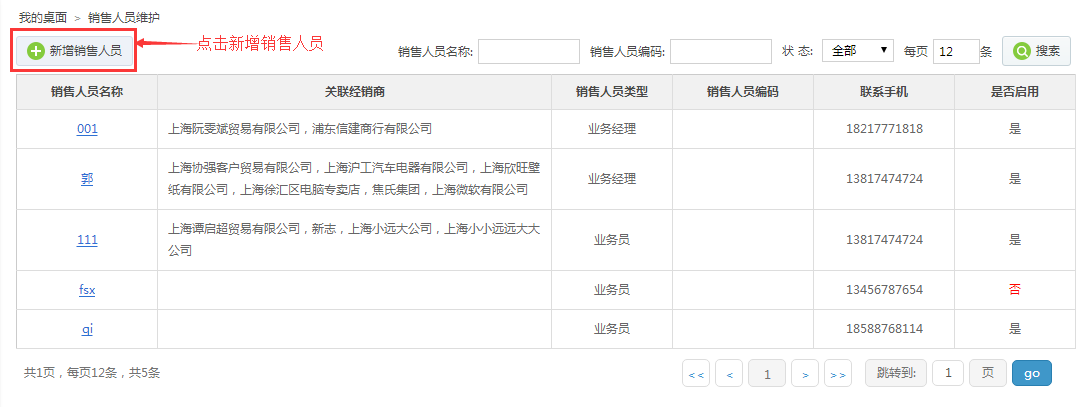 我的桌面 > 销售人员维护
新增销售人员 点击新增销售人员 销售人员名称: 销售人员编码: 状 态: 全部 每页 12 条 搜索
销售人员名称 关联经销商 销售人员类型 销售人员编码 联系手机 是否启用
001 上海阮雯斌贸易有限公司，浦东信建商行有限公司 业务经理 18217771818 是
郭 上海协强客户贸易有限公司，上海沪工汽车电器有限公司，上海欣旺壁
纸有限公司，上海徐汇区电脑专卖店，焦氏集团，上海微软有限公司 业务经理 13817474724 是
111 上海谭启超贸易有限公司，新志，上海小远大公司，上海小小远远大大
公司 业务员 13817474724 是
fsx 业务员 13456787654 否
qi 业务员 18588768114 是
共1页，每页12条，共5条 << < 1 > >> 跳转到: 1 页 go